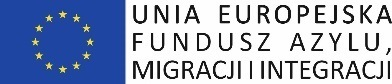 UNIA EUROPEJSKA
FUNDUSZ AZYLU,
MIGRACJI I INTEGRACJI